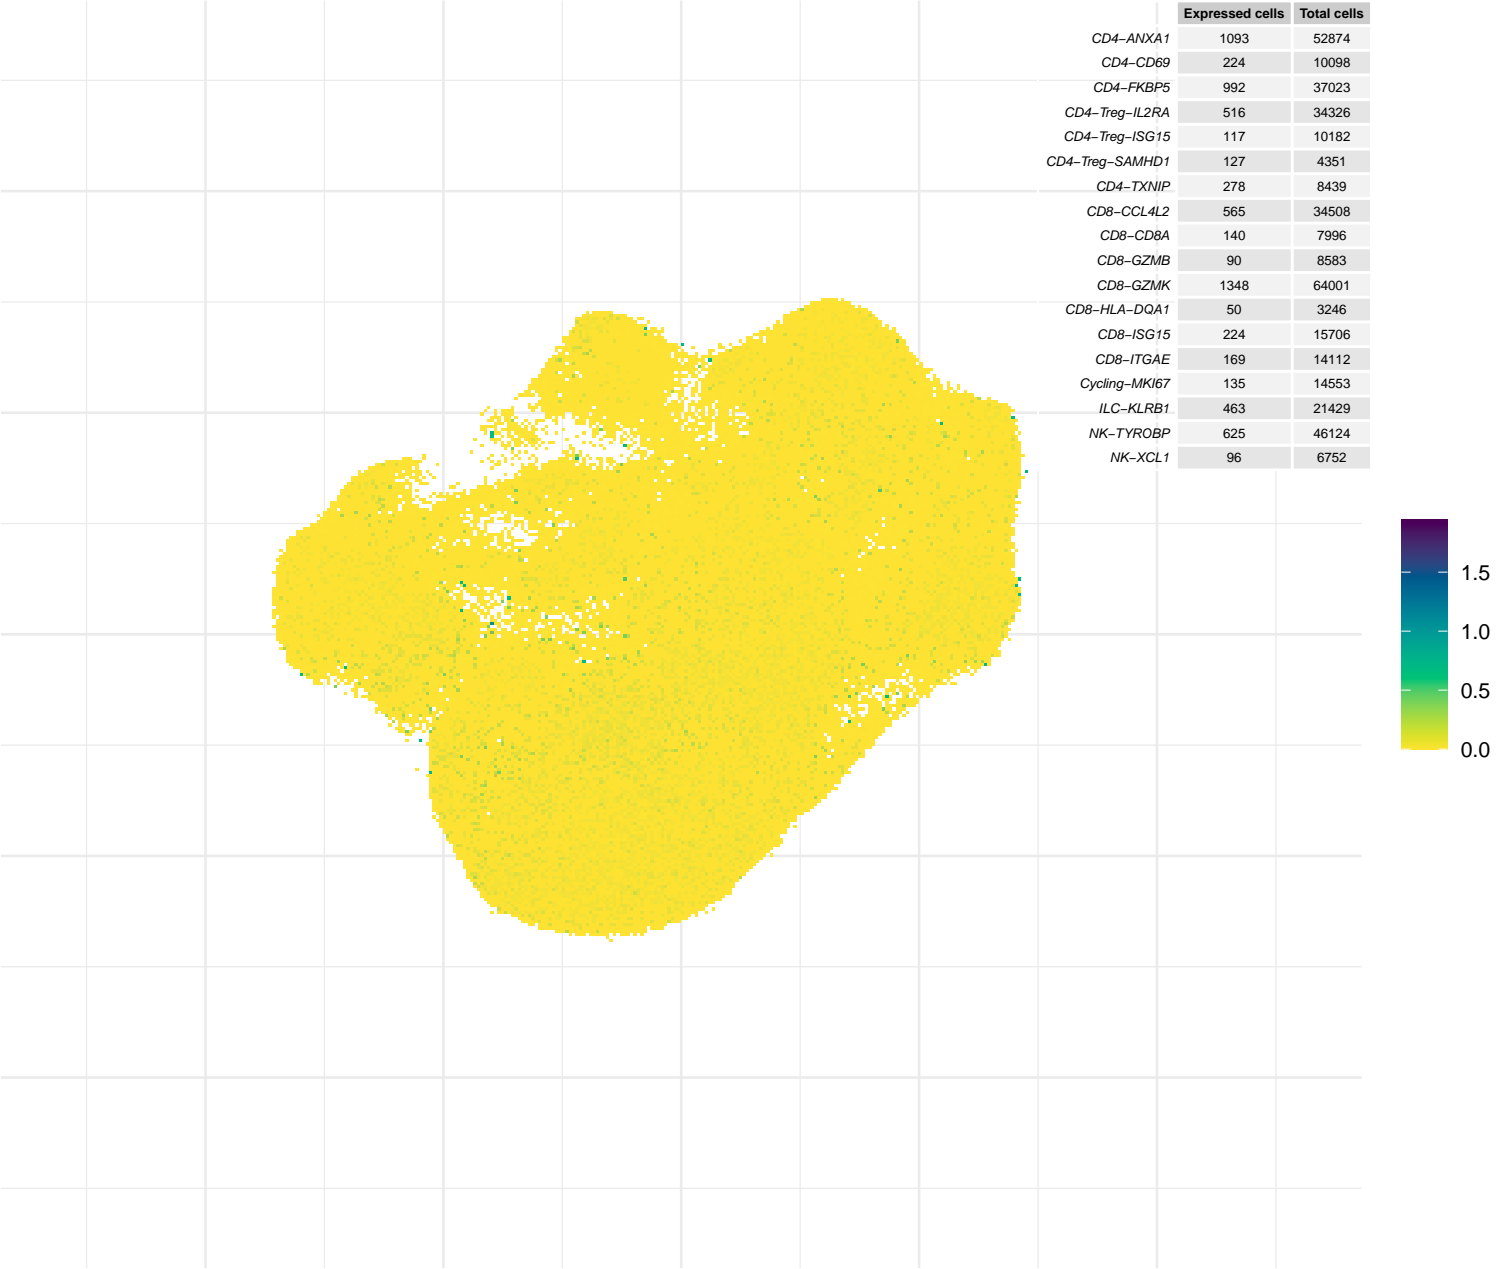 Expressed cells Total cells
CD4−ANXA1 1093 52874
CD4−CD69 224 10098
CD4−FKBP5 992 37023
CD4−Treg−IL2RA 516 34326
CD4−Treg−ISG15 117 10182
CD4−Treg−SAMHD1 127 4351
CD4−TXNIP 278 8439
CD8−CCL4L2 565 34508
CD8−CD8A 140 7996
CD8−GZMB 90 8583
CD8−GZMK 1348 64001
CD8−HLA−DQA1 50 3246
CD8−ISG15 224 15706
CD8−ITGAE 169 14112
Cycling−MKI67 135 14553
ILC−KLRB1 463 21429
NK−TYROBP 625 46124
NK−XCL1 96 6752
1.5
1.0
0.5
0.0